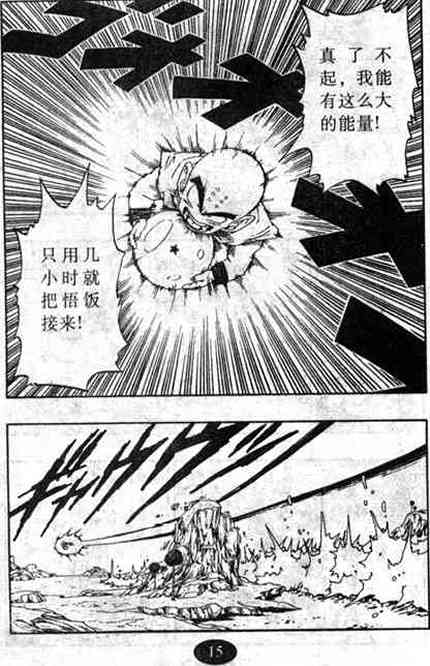 真了不
起，我能
有这么大
的能量！
只用几
小时就
把悟饭
接来！
15